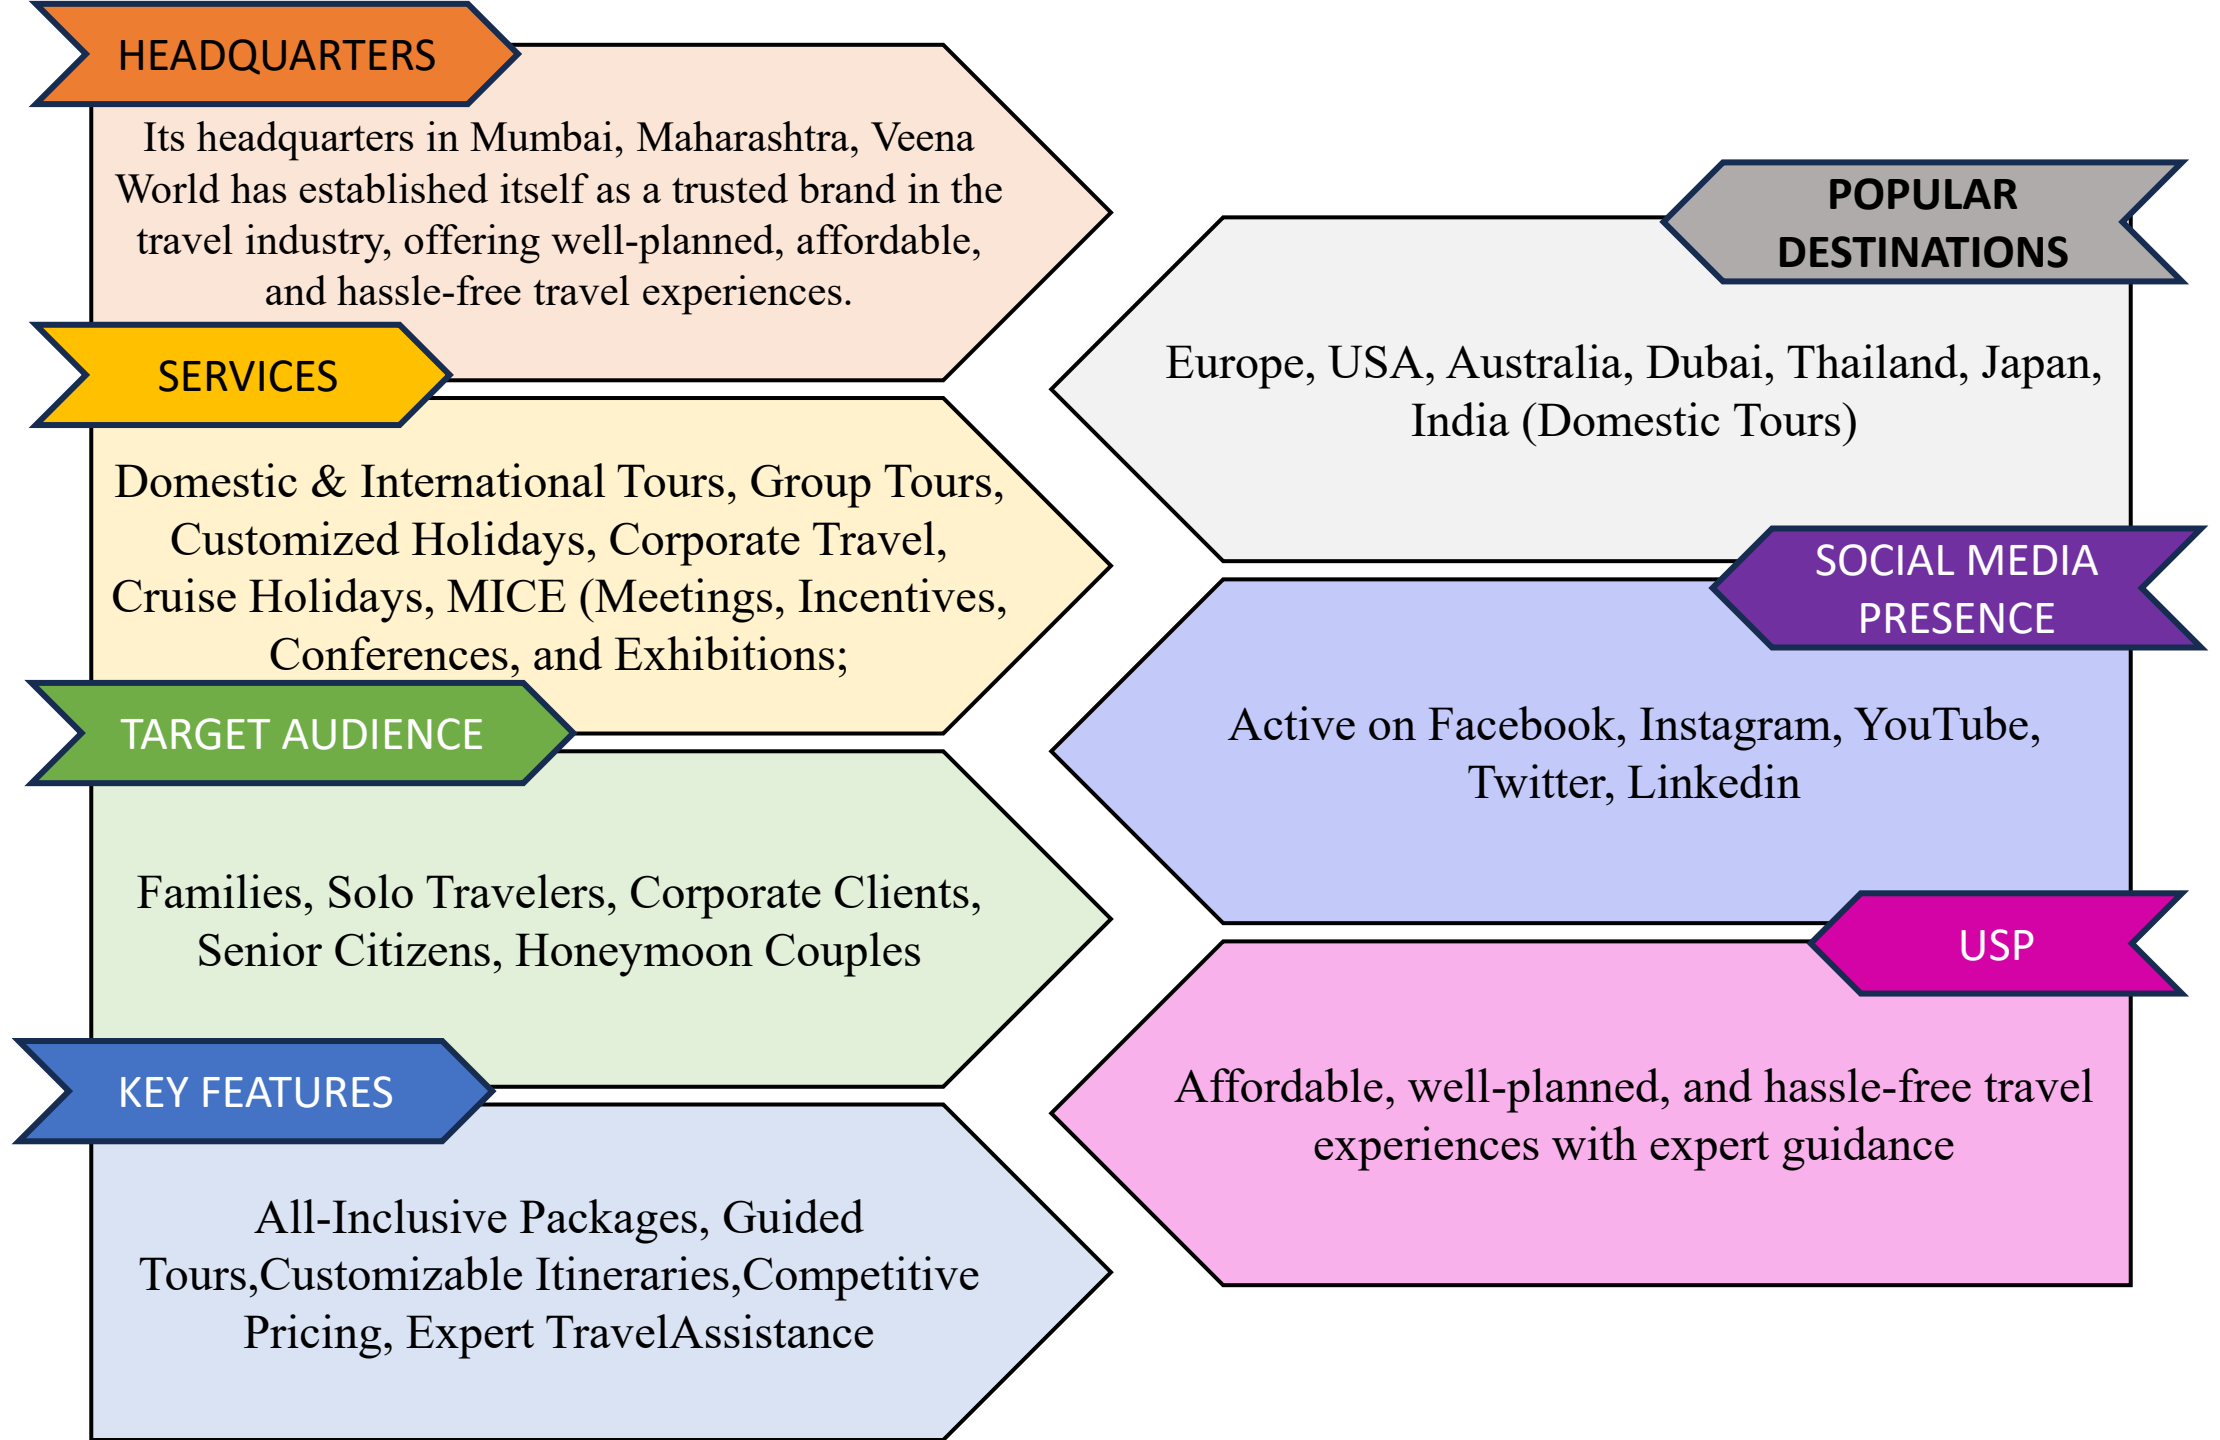 HEADQUARTERS
Its headquarters in Mumbai, Maharashtra, Veena
World has established itself as a trusted brand in the
travel industry, offering well-planned, affordable,
and hassle-free travel experiences.
SERVICES
Domestic & International Tours, Group Tours,
Customized Holidays, Corporate Travel,
Cruise Holidays, MICE (Meetings, Incentives,
Conferences, and Exhibitions;
TARGET AUDIENCE
Families, Solo Travelers, Corporate Clients,
Senior Citizens, Honeymoon Couples
KEY FEATURES
All-Inclusive Packages, Guided
Tours,Customizable Itineraries,Competitive
Pricing, Expert TravelAssistance
POPULAR
DESTINATIONS
Europe, USA, Australia, Dubai, Thailand, Japan,
India (Domestic Tours)
SOCIAL MEDIA
PRESENCE
Active on Facebook, Instagram, YouTube,
Twitter, Linkedin
USP
Affordable, well-planned, and hassle-free travel
experiences with expert guidance